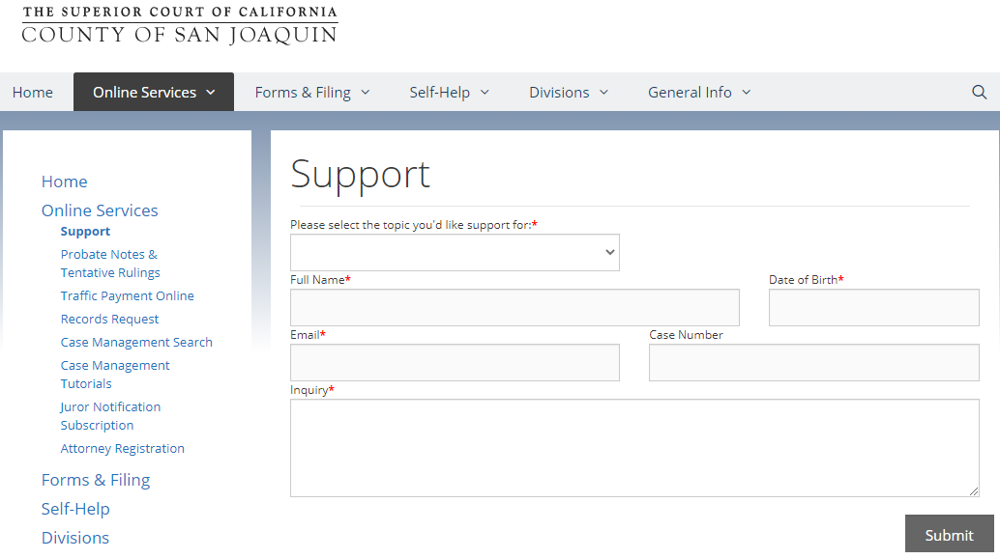 THE SUPERIOR COURT OF CALIFORNIA
COUNTY OF SAN JOAQUIN
Home Online Services Forms & Filing Self-Help Divisions General Info
Home
Online Services
Support
Probate Notes &
Tentative Rulings
Traffic Payment Online
Records Request
Case Management Search
Case Management
Tutorials
Juror Notification
Subscription
Attorney Registration
Forms & Filing
Self-Help
Divisions
Support
Please select the topic you'd like support for:*
Full Name* Date of Birth*
Email* Case Number
Inquiry*
Submit